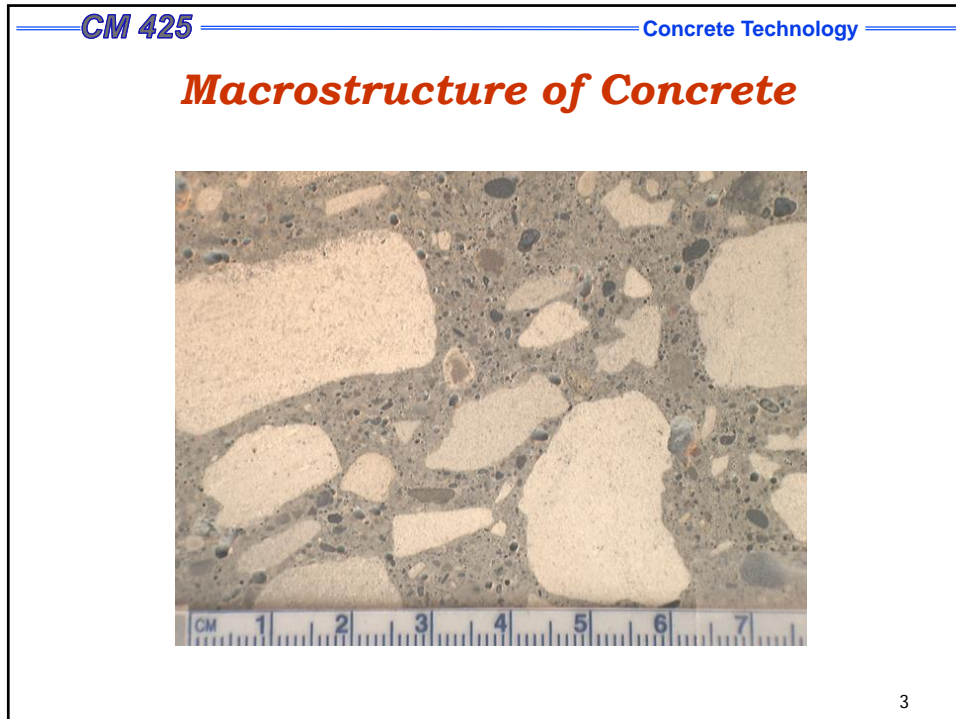 CM 425
Concrete Technology
Macrostructure of Concrete
CM 1 2 3 4 5 6 7
3